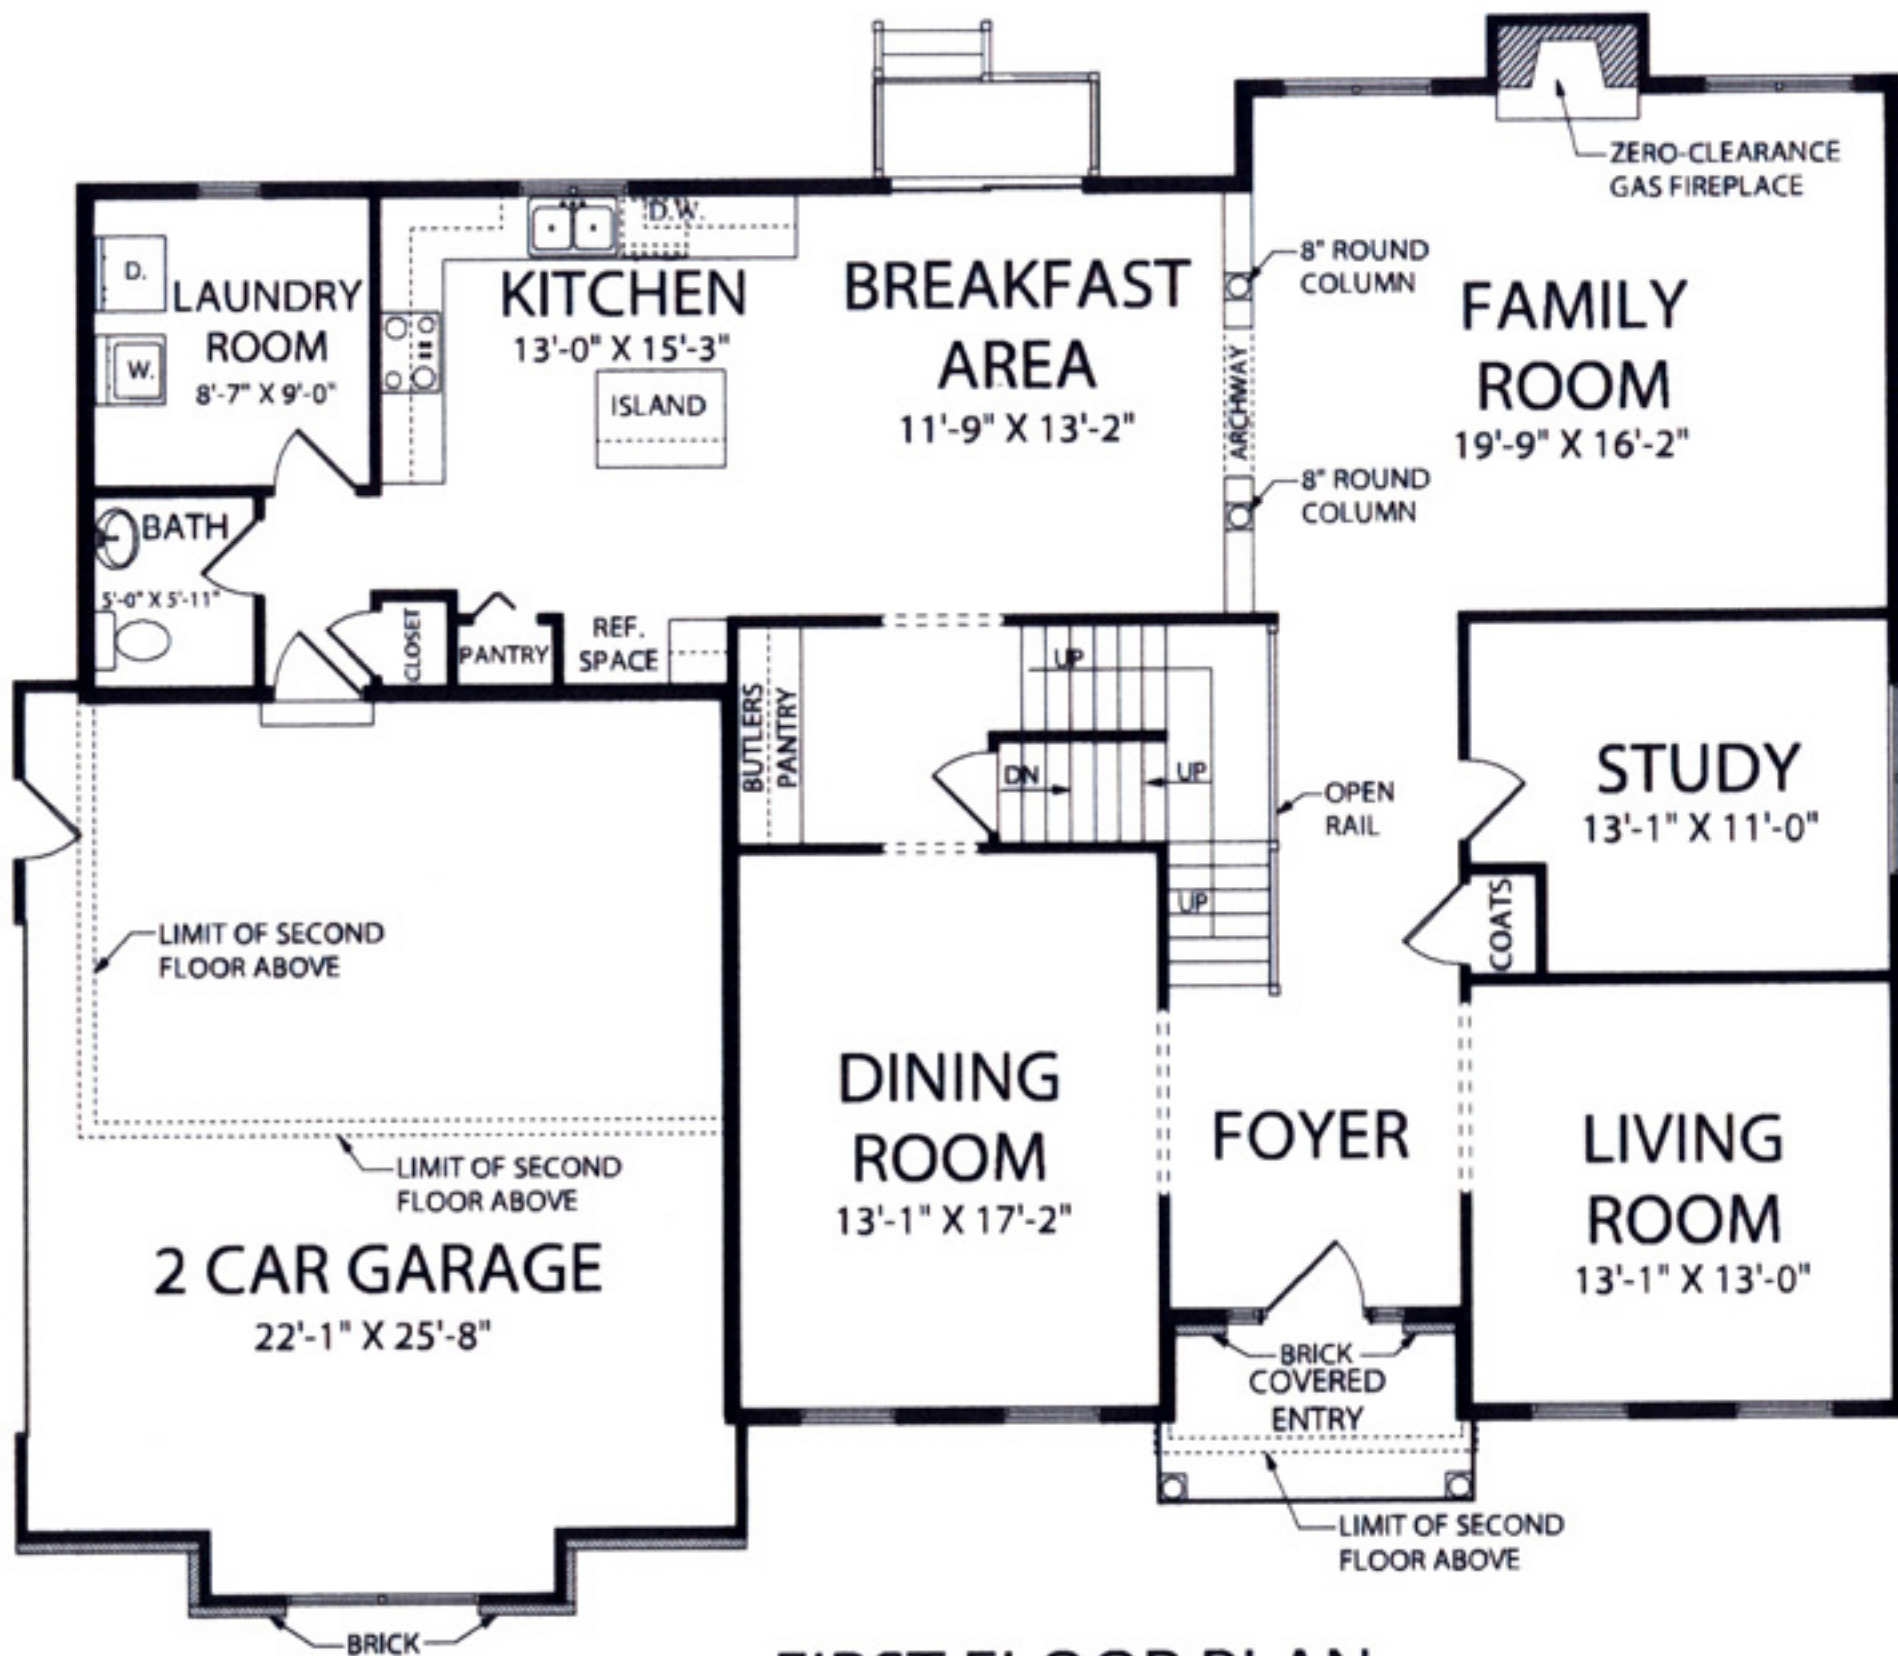 ZERO-CLEARANCE
GAS FIREPLACE
D.
LAUNDRY
ROOM
8'-7" X 9'-0"
W.
D.W.
KITCHEN
13'-0" X 15'-3"
ISLAND
BREAKFAST
AREA
11'-9" X 13'-2"
8" ROUND
COLUMN
ARCHWAY
8" ROUND
COLUMN
FAMILY
ROOM
19'-9" X 16'-2"
BATH
5'-0" X 5'-11"
CLOSET
PANTRY
REF.
SPACE
BUTLERS
PANTRY
UP
DN
UP
UP
OPEN
RAIL
STUDY
13'-1" X 11'-0"
COATS
LIMIT OF SECOND
FLOOR ABOVE
LIMIT OF SECOND
FLOOR ABOVE
2 CAR GARAGE
22'-1" X 25'-8"
DINING
ROOM
13'-1" X 17'-2"
FOYER
LIVING
ROOM
13'-1" X 13'-0"
BRICK
COVERED
ENTRY
LIMIT OF SECOND
FLOOR ABOVE
BRICK
FIRST FLOOR PLAN